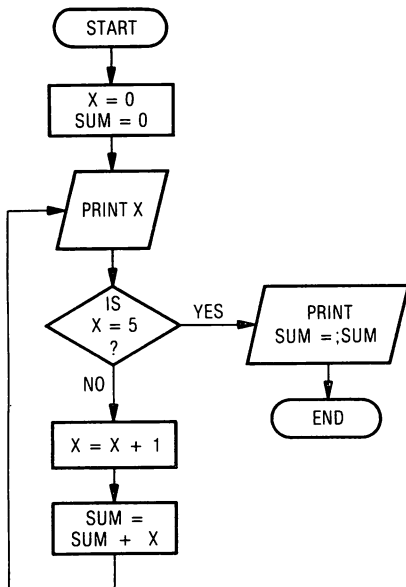 START
X = 0
SUM = 0
PRINT X
IS
X = 5
?
YES
PRINT
SUM =;SUM
END
NO
X = X + 1
SUM =
SUM + X